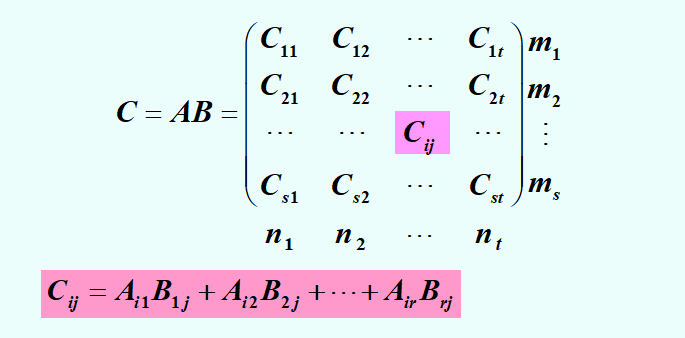 C₁₁ C₁₂ ⋯ C₁ₜ m₁
C₂₁ C₂₂ ⋯ C₂ₜ m₂
C = AB =
⋯ ⋯ Cᵢⱼ ⋯ ⋮
Cₛ₁ Cₛ₂ ⋯ Cₛₜ mₛ
n₁ n₂ ⋯ nₜ
Cᵢⱼ = Aᵢ₁B₁ⱼ + Aᵢ₂B₂ⱼ + ⋯ + AᵢᵣBᵣⱼ